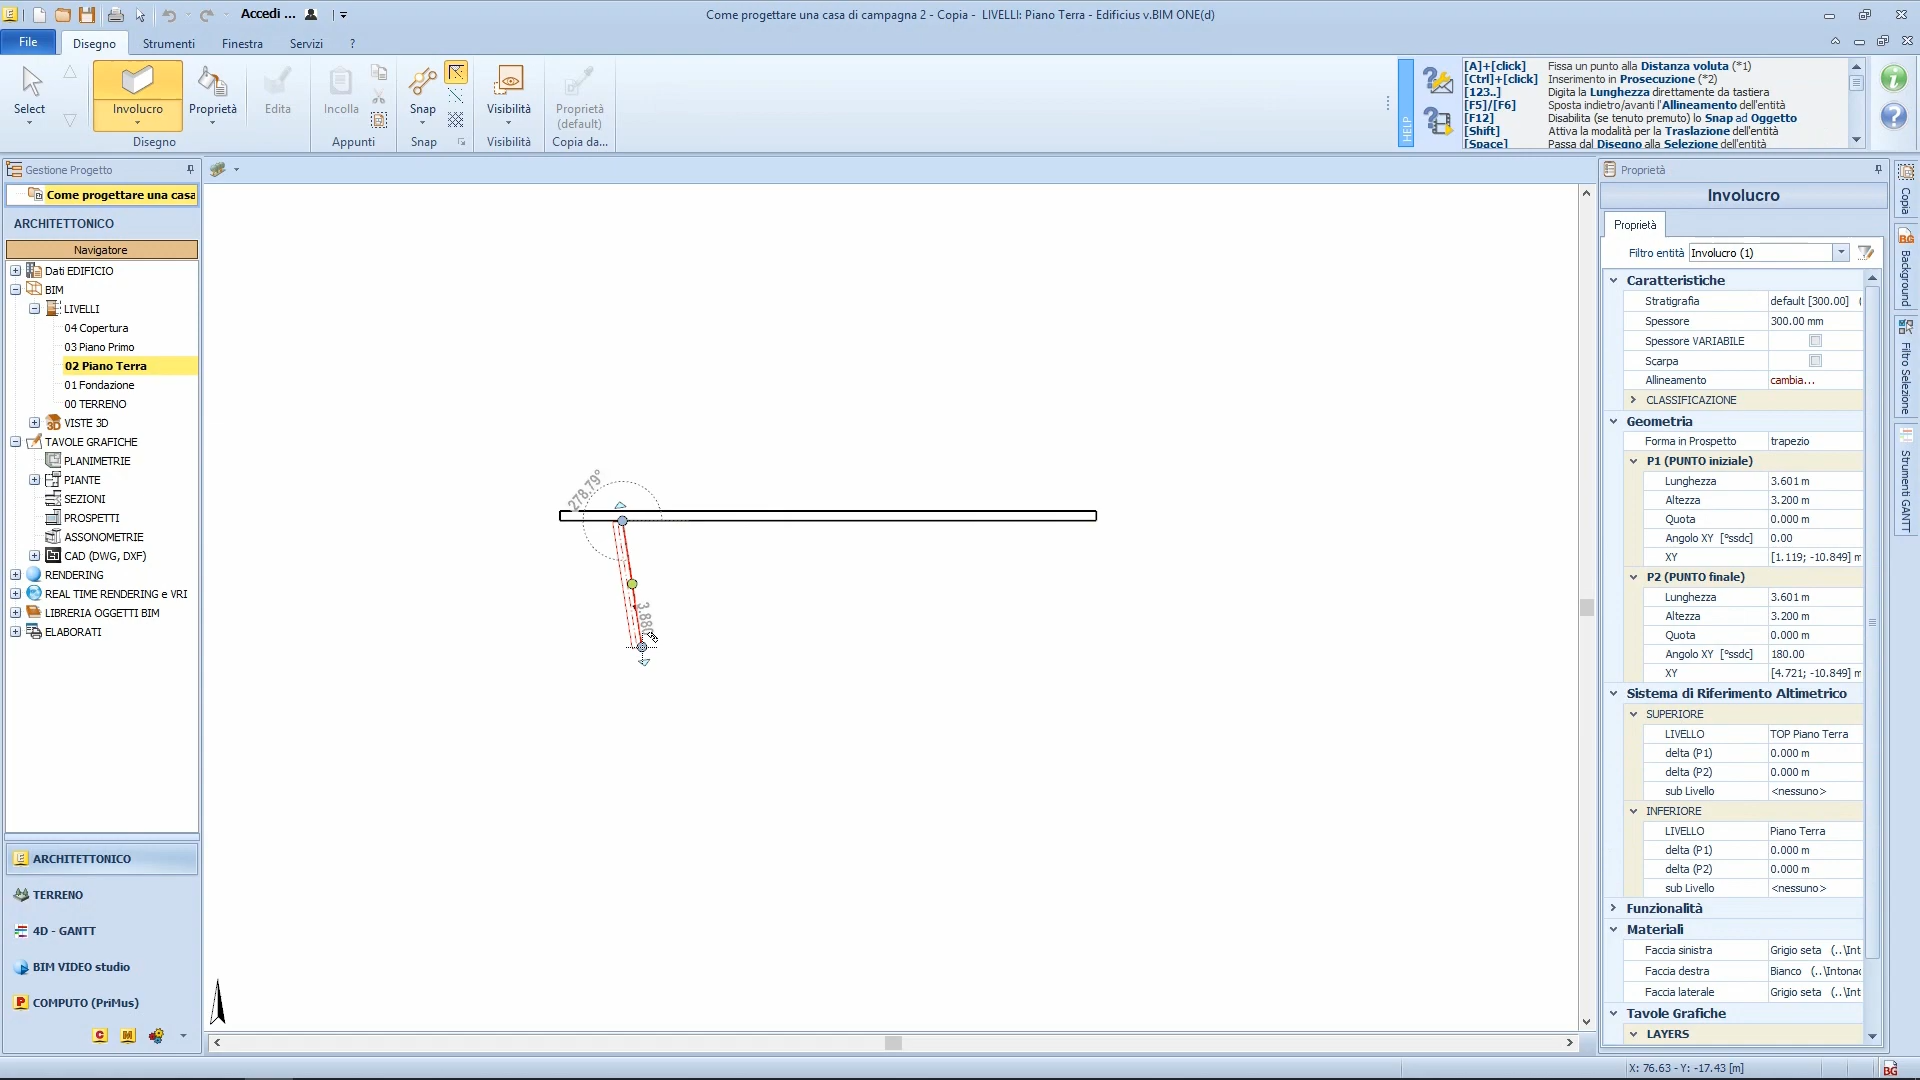 Accedi ...
Come progettare una casa di campagna 2 - Copia -  LIVELLI: Piano Terra - Edificius v.BIM ONE(d)
File
Disegno
Strumenti
Finestra
Servizi
?
Select
Involucro
Proprietà
Edita
Incolla
Snap
Visibilità
Proprietà
(default)
Disegno
Appunti
Snap
Visibilità
Copia da...
HELP
[A]+[click] Fissa un punto alla Distanza voluta (*1)
[Ctrl]+[click] Inserimento in Prosecuzione (*2)
[123..] Digita la Lunghezza direttamente da tastiera
[F5]/[F6] Sposta indietro/avanti l'Allineamento dell'entità
[F12] Disabilita (se tenuto premuto) lo Snap ad Oggetto
[Shift] Attiva la modalità per la Traslazione dell'entità
[Space] Passa dal Disegno alla Selezione dell'entità
Gestione Progetto
Come progettare una casa
ARCHITETTONICO
Navigatore
Dati EDIFICIO
BIM
LIVELLI
04 Copertura
03 Piano Primo
02 Piano Terra
01 Fondazione
00 TERRENO
VISTE 3D
TAVOLE GRAFICHE
PLANIMETRIE
PIANTE
SEZIONI
PROSPETTI
ASSONOMETRIE
CAD (DWG, DXF)
RENDERING
REAL TIME RENDERING e VRI
LIBRERIA OGGETTI BIM
ELABORATI
ARCHITETTONICO
TERRENO
4D - GANTT
BIM VIDEO studio
COMPUTO (PriMus)
278.79°
3.880
Proprietà
Involucro
Proprietà
Filtro entità Involucro (1)
Caratteristiche
Stratigrafia default [300.00] (
Spessore 300.00 mm
Spessore VARIABILE
Scarpa
Allineamento cambia...
CLASSIFICAZIONE
Geometria
Forma in Prospetto trapezio
P1 (PUNTO iniziale)
Lunghezza 3.601 m
Altezza 3.200 m
Quota 0.000 m
Angolo XY [°ssdc] 0.00
XY [1.119; -10.849] m
P2 (PUNTO finale)
Lunghezza 3.601 m
Altezza 3.200 m
Quota 0.000 m
Angolo XY [°ssdc] 180.00
XY [4.721; -10.849] m
Sistema di Riferimento Altimetrico
SUPERIORE
LIVELLO TOP Piano Terra
delta (P1) 0.000 m
delta (P2) 0.000 m
sub Livello <nessuno>
INFERIORE
LIVELLO Piano Terra
delta (P1) 0.000 m
delta (P2) 0.000 m
sub Livello <nessuno>
Funzionalità
Materiali
Faccia sinistra Grigio seta (..\Int
Faccia destra Bianco (..\Intonac
Faccia laterale Grigio seta (..\Int
Tavole Grafiche
LAYERS
Copia
BG
Background
Filtro Selezione
Strumenti GANTT
X: 76.63 - Y: -17.43 [m]
BG